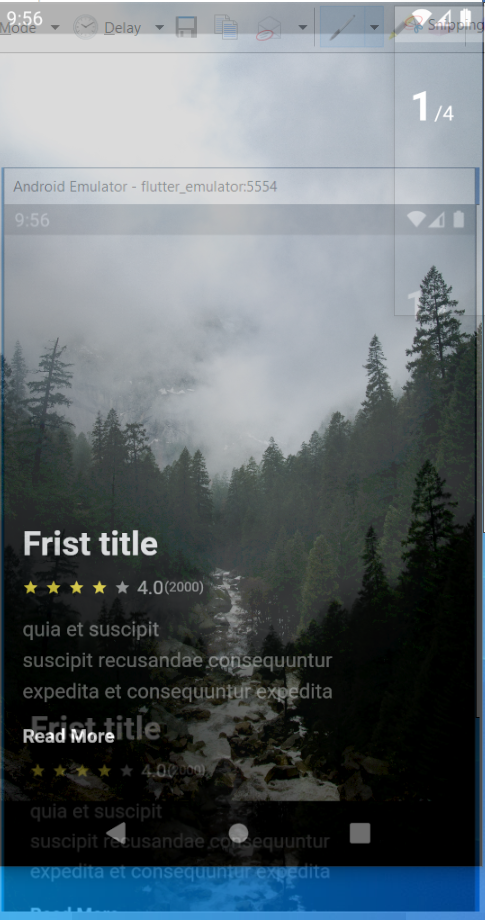 9:56
Mode
Delay
Snipping
1/4
Android Emulator - flutter_emulator:5554
9:56
1
Frist title
4.0(2000)
quia et suscipit
suscipit recusandae consequuntur
expedita et consequuntur expedita
Frist title
Read More
4.0(2000)
quia et suscipit
suscipit recusandae consequuntur
expedita et consequuntur expedita
Read More